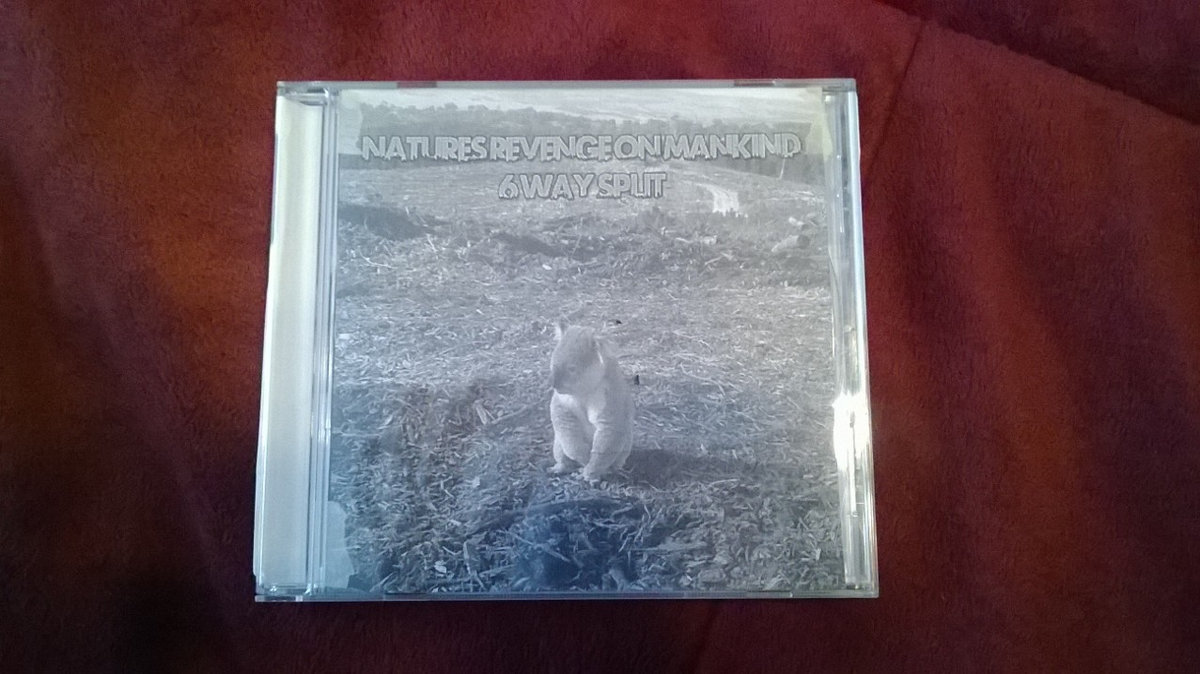 NATURES REVENGE ON MANKIND
6 WAY SPLIT